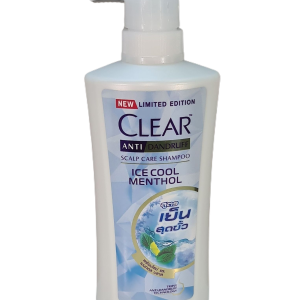 NEW LIMITED EDITION
CLEAR
ANTI DANDRUFF
SCALP CARE SHAMPOO
ICE COOL
MENTHOL
เย็น
สุดขั้ว